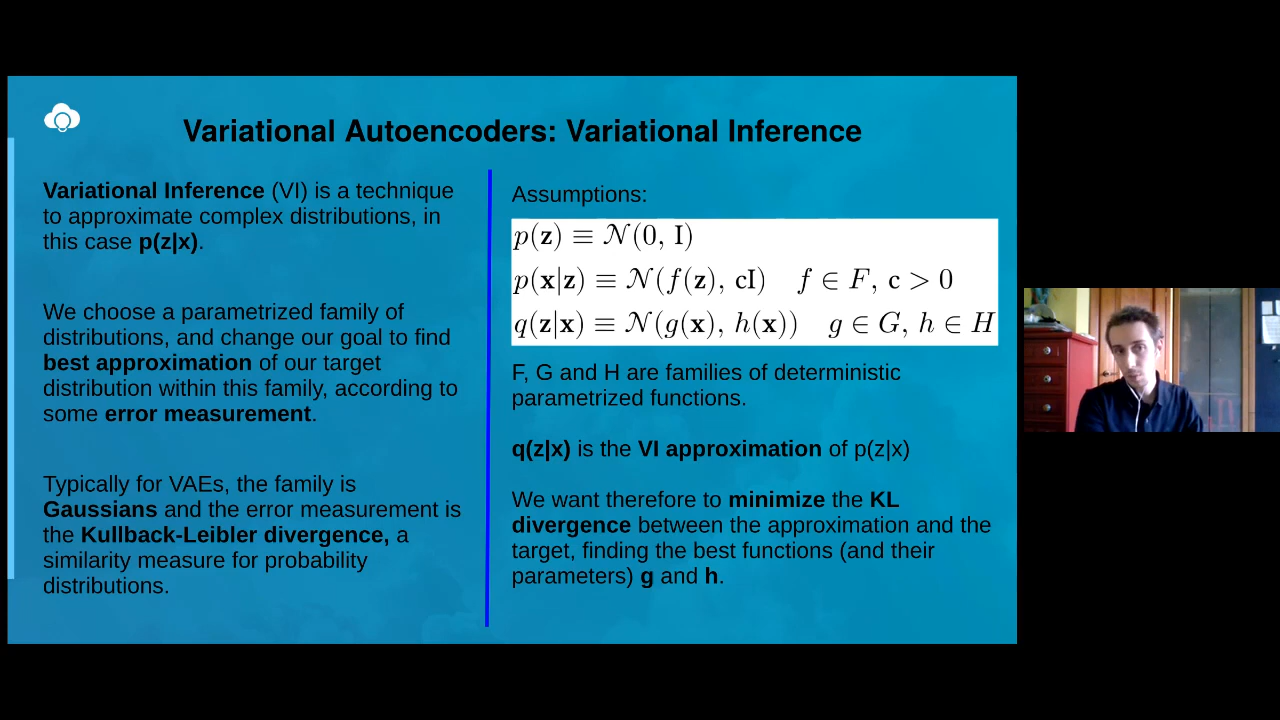 Variational Autoencoders: Variational Inference
Variational Inference (VI) is a technique
to approximate complex distributions, in
this case p(z|x).
We choose a parametrized family of
distributions, and change our goal to find
best approximation of our target
distribution within this family, according to
some error measurement.
Typically for VAEs, the family is
Gaussians and the error measurement is
the Kullback-Leibler divergence, a
similarity measure for probability
distributions.
Assumptions:
p(z) ≡ 𝒩(0, I)
p(x|z) ≡ 𝒩(f(z), cI) f ∈ F, c > 0
q(z|x) ≡ 𝒩(g(x), h(x)) g ∈ G, h ∈ H
F, G and H are families of deterministic
parametrized functions.
q(z|x) is the VI approximation of p(z|x)
We want therefore to minimize the KL
divergence between the approximation and the
target, finding the best functions (and their
parameters) g and h.